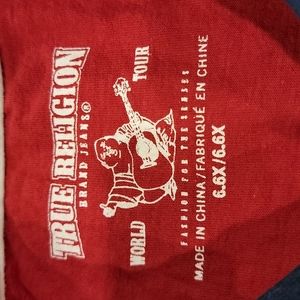 TRUE RELIGION
BRAND JEANS®
WORLD TOUR
FASHION FOR THE SENSES
MADE IN CHINA/FABRIQUÉ EN CHINE
6.6X/6.6X